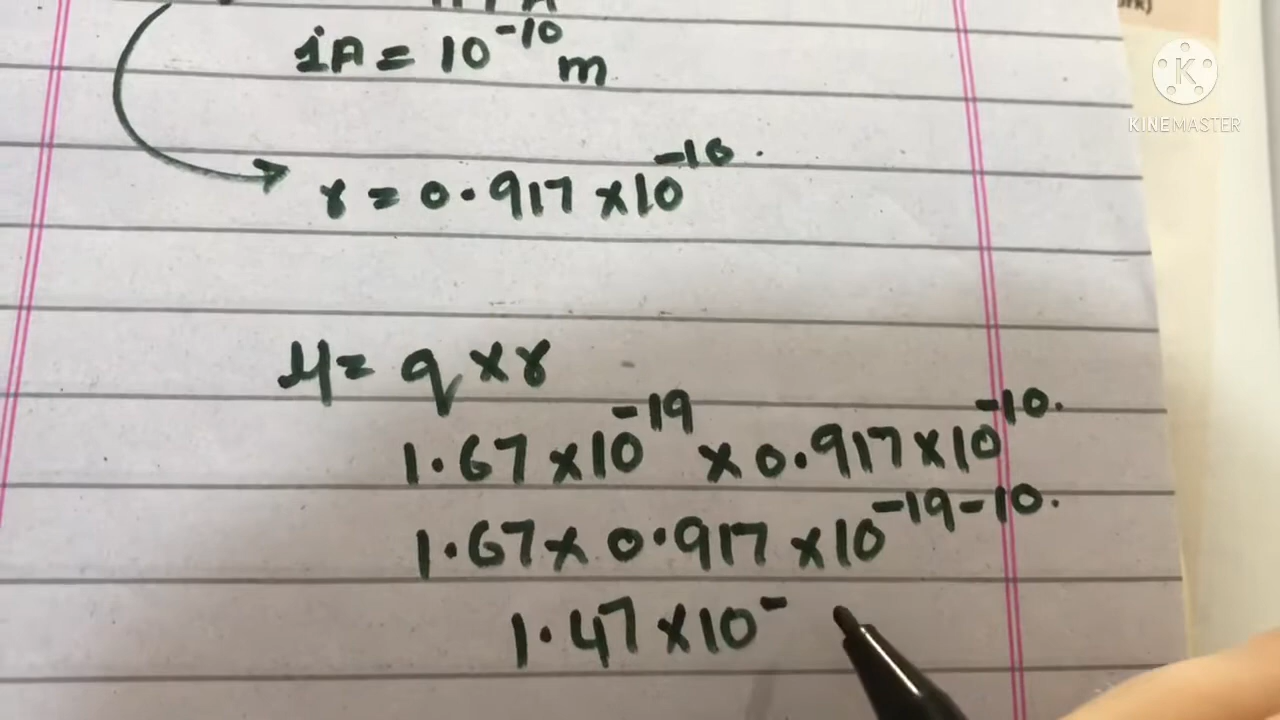 1A = 10⁻¹⁰ m
KINEMASTER
r = 0.917 × 10⁻¹⁰.
μ = q × r
1.67 × 10⁻¹⁹ × 0.917 × 10⁻¹⁰.
1.67 × 0.917 × 10⁻¹⁹⁻¹⁰.
1.47 × 10⁻